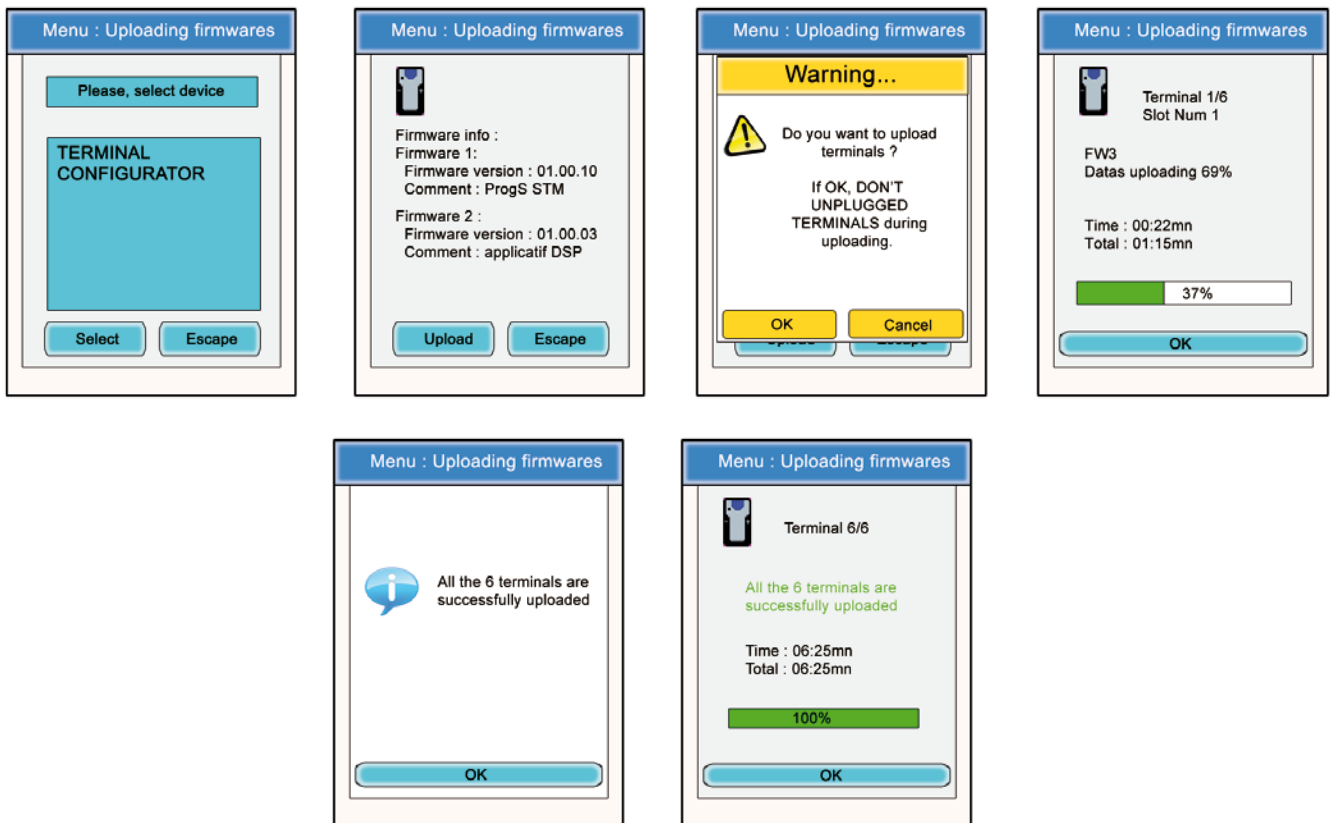 Menu : Uploading firmwares
Please, select device
TERMINAL
CONFIGURATOR
Select
Escape
Menu : Uploading firmwares
Firmware info :
Firmware 1:
Firmware version : 01.00.10
Comment : ProgS STM
Firmware 2 :
Firmware version : 01.00.03
Comment : applicatif DSP
Upload
Escape
Menu : Uploading firmwares
Warning...
Do you want to upload
terminals ?
If OK, DON'T
UNPLUGGED
TERMINALS during
uploading.
OK
Cancel
Upload
Escape
Menu : Uploading firmwares
Terminal 1/6
Slot Num 1
FW3
Datas uploading 69%
Time : 00:22mn
Total : 01:15mn
37%
OK
Menu : Uploading firmwares
All the 6 terminals are
successfully uploaded
OK
Menu : Uploading firmwares
Terminal 6/6
All the 6 terminals are
successfully uploaded
Time : 06:25mn
Total : 06:25mn
100%
OK